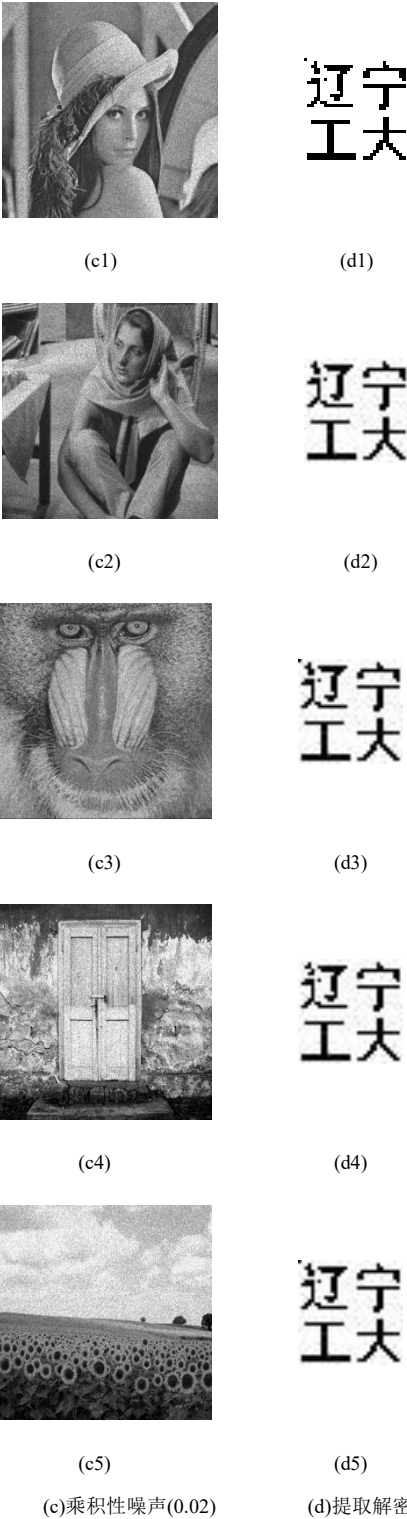 辽宁
工大
(c1) (d1)
辽宁
工大
(c2) (d2)
辽宁
工大
(c3) (d3)
辽宁
工大
(c4) (d4)
辽宁
工大
(c5) (d5)
(c)乘积性噪声(0.02) (d)提取解密